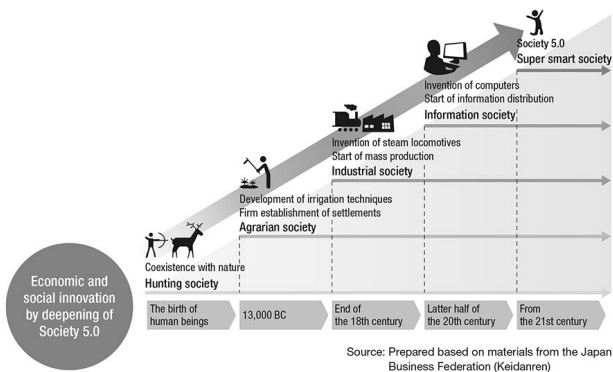 Society 5.0
Super smart society
Invention of computers
Start of information distribution
Information society
Invention of steam locomotives
Start of mass production
Industrial society
Development of irrigation techniques
Firm establishment of settlements
Agrarian society
Coexistence with nature
Hunting society
Economic and
social innovation
by deepening of
Society 5.0
The birth of
human beings
13,000 BC
End of
the 18th century
Latter half of
the 20th century
From
the 21st century
Source: Prepared based on materials from the Japan
Business Federation (Keidanren)